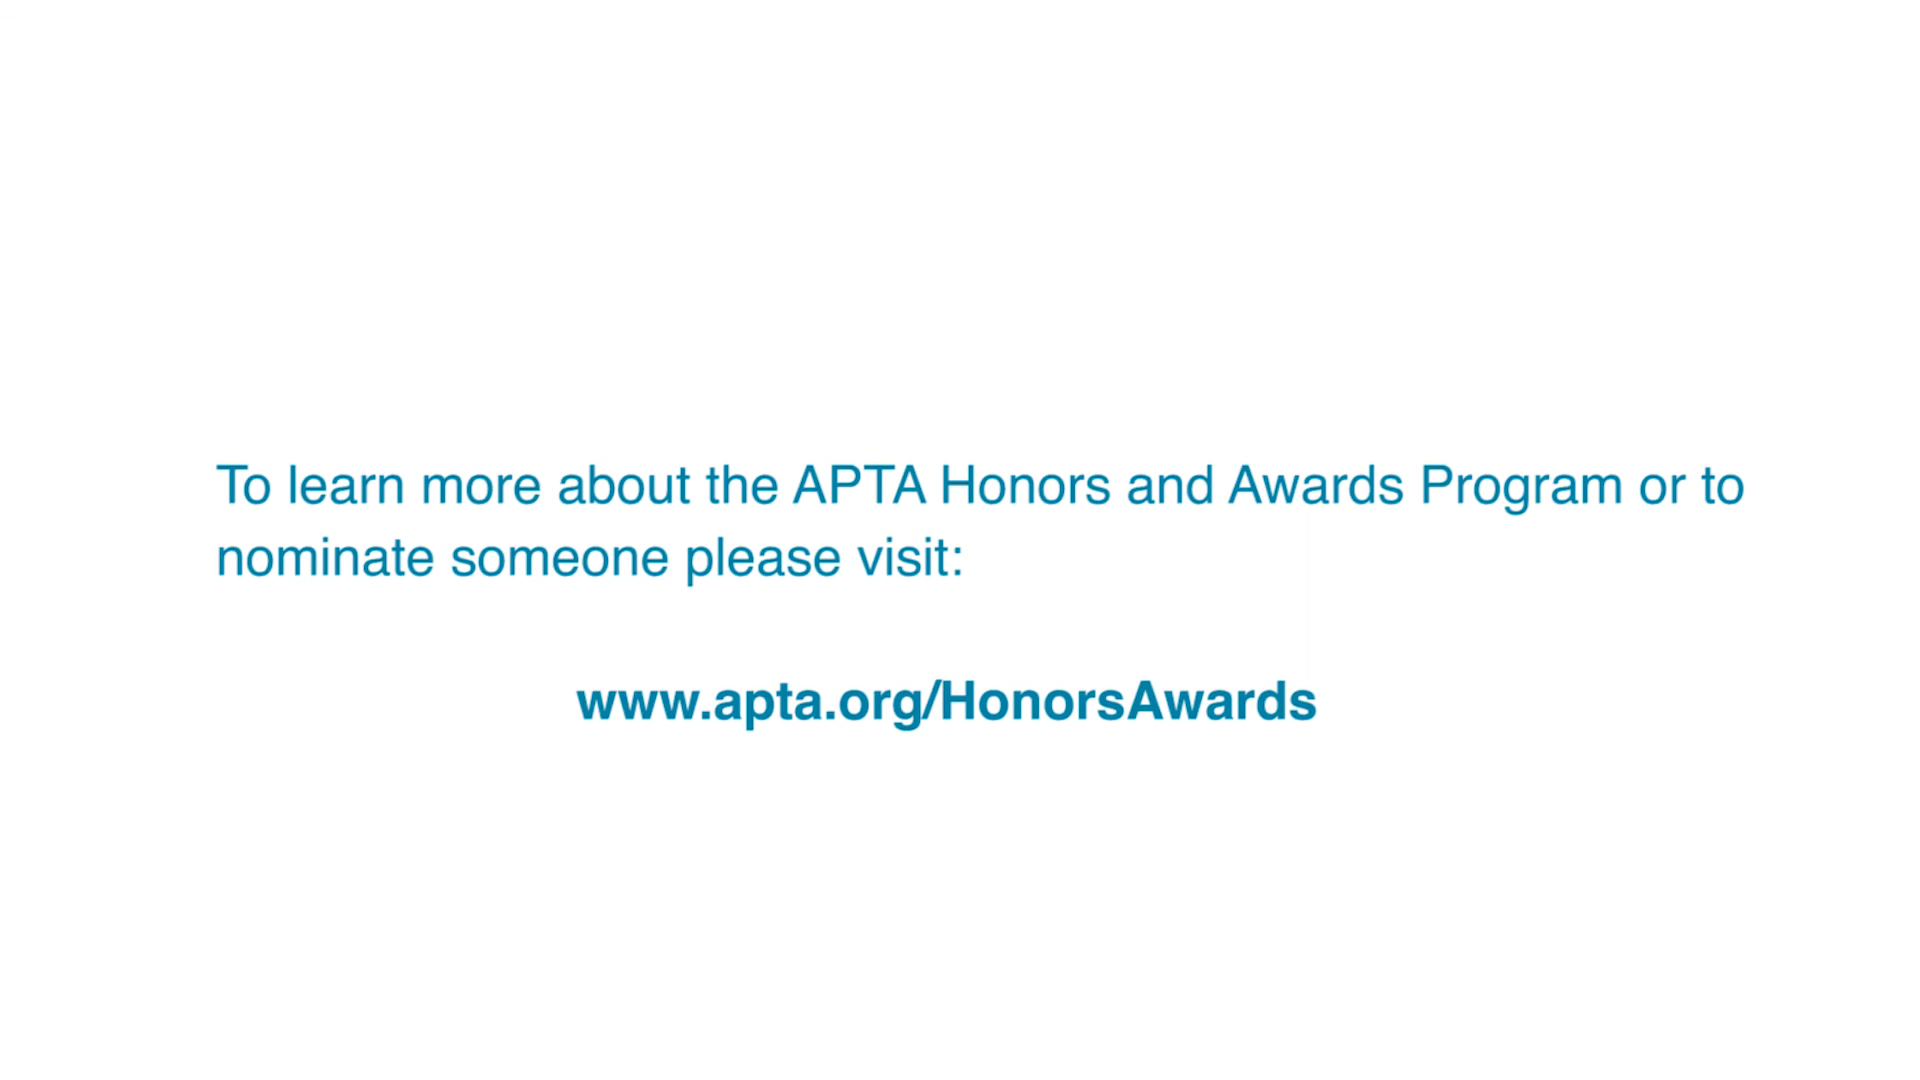 To learn more about the APTA Honors and Awards Program or to
nominate someone please visit:
www.apta.org/HonorsAwards